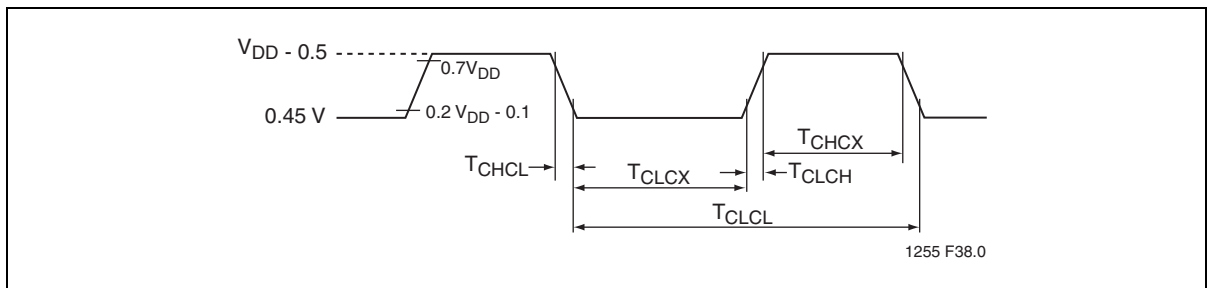 VDD - 0.5
0.7VDD
0.45 V
0.2 VDD - 0.1
TCHCX
TCHCL
TCLCX
TCLCH
TCLCL
1255 F38.0